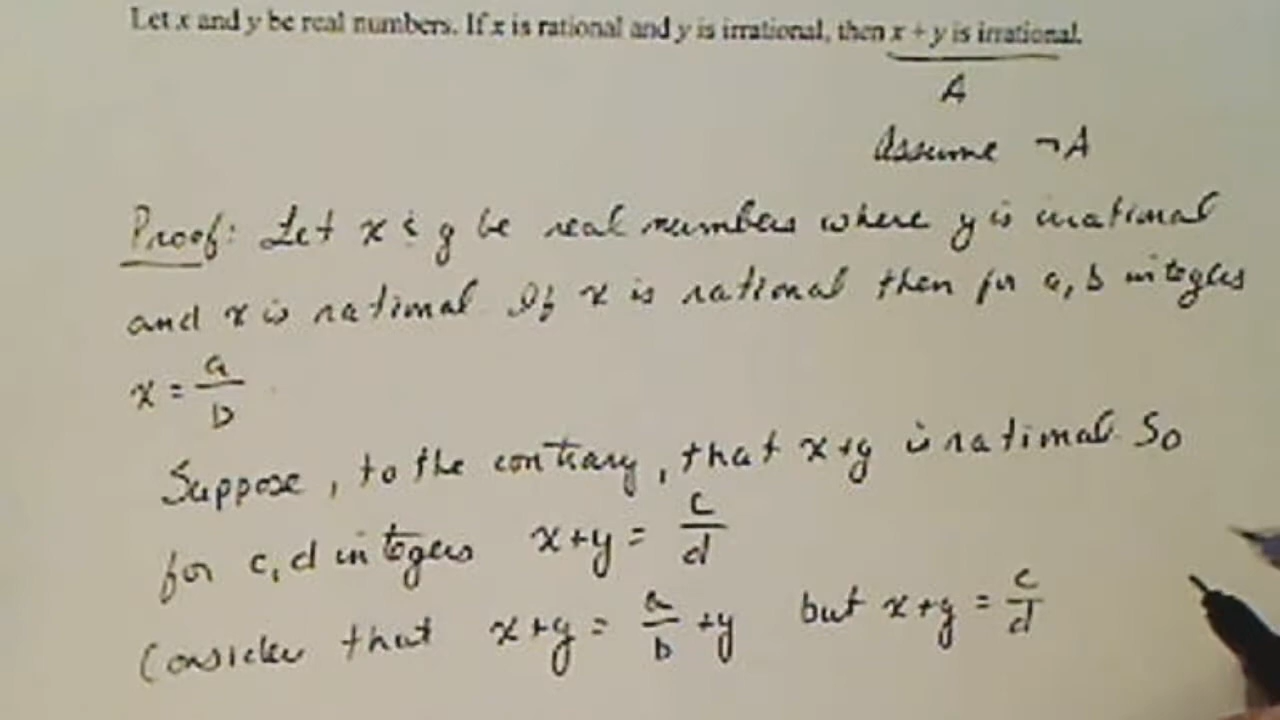 Let x and y be real numbers. If x is rational and y is irrational, then x + y is irrational.
A
Assume ¬A
Proof: Let x & y be real numbers where y is irrational
and x is rational If x is rational then for a, b integers
x = a/b
Suppose, to the contrary, that x+y is rational So
for c, d integers x+y = c/d
Consider that x+y = a/b +y but x+y = c/d